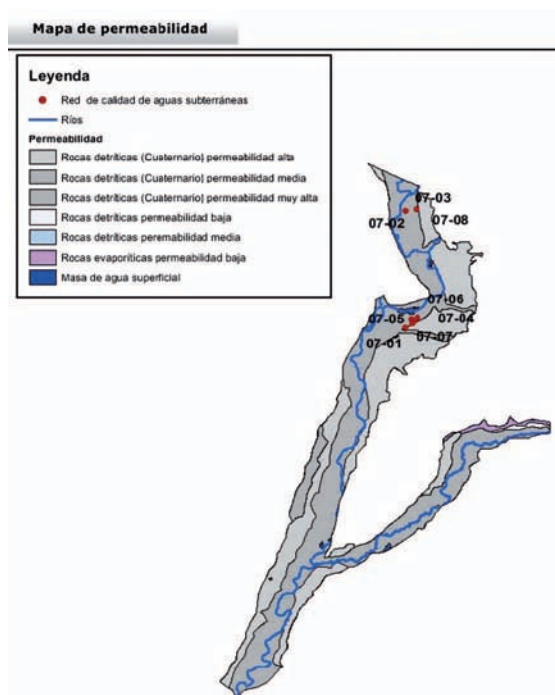 Mapa de permeabilidad
Leyenda
Red de calidad de aguas subterráneas
Ríos
Permeabilidad
Rocas detríticas (Cuaternario) permeabilidad alta
Rocas detríticas (Cuaternario) permeabilidad media
Rocas detríticas (Cuaternario) permeabilidad muy alta
Rocas detríticas permeabilidad baja
Rocas detríticas peremabilidad media
Rocas evaporíticas permeabilidad baja
Masa de agua superficial
07-03
07-02
07-08
07-06
07-05
07-04
07-01
07-07